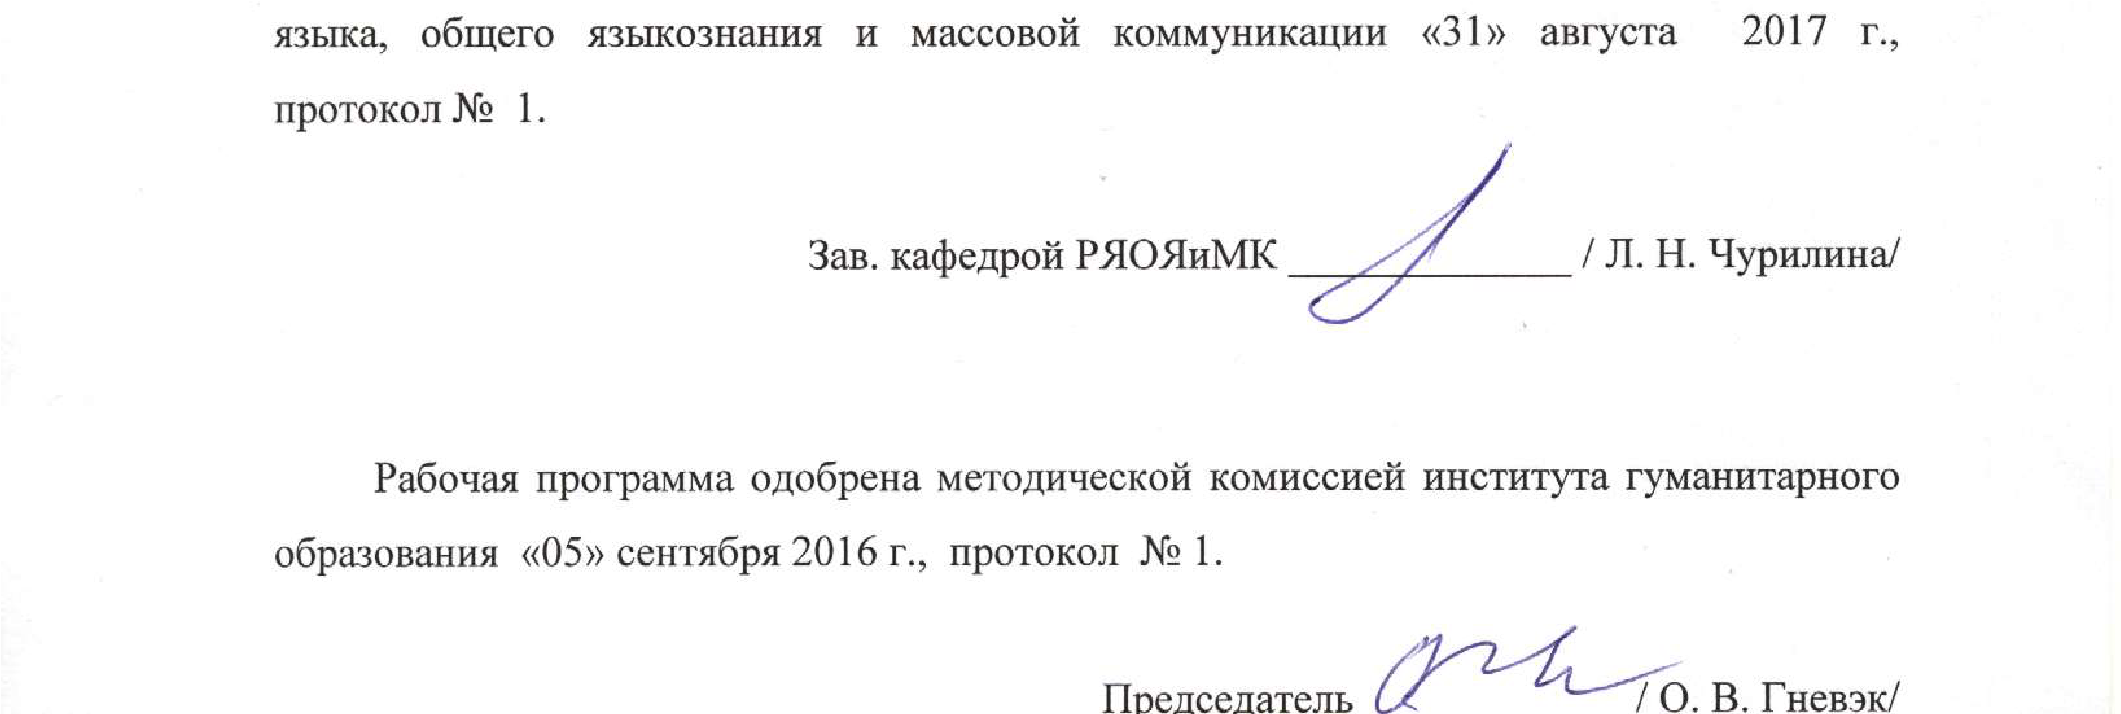 языка, общего языкознания и массовой коммуникации «31» августа 2017 г.,
протокол № 1.
Зав. кафедрой РЯОЯиМК ______________ / Л. Н. Чурилина/
Рабочая программа одобрена методической комиссией института гуманитарного
образования «05» сентября 2016 г., протокол № 1.
Председатель / О. В. Гневэк/